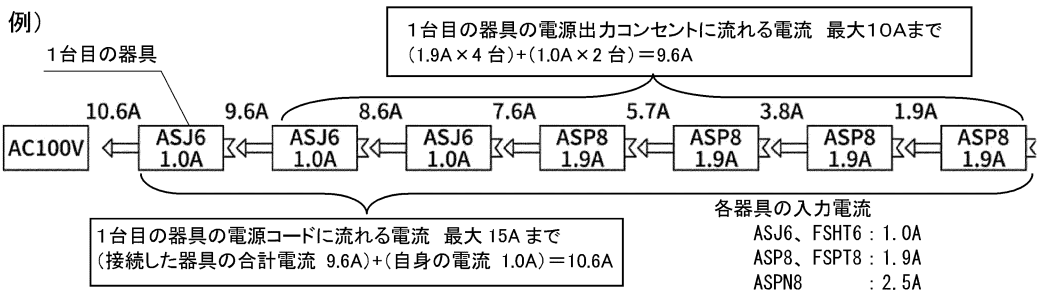 例)
1台目の器具の電源出力コンセントに流れる電流 最大10Aまで
(1.9A×4台)+(1.0A×2台)=9.6A
1台目の器具
10.6A 9.6A 8.6A 7.6A 5.7A 3.8A 1.9A
AC100V ASJ6 ASJ6 ASJ6 ASP8 ASP8 ASP8 ASP8
1.0A 1.0A 1.0A 1.9A 1.9A 1.9A 1.9A
1台目の器具の電源コードに流れる電流 最大15Aまで
(接続した器具の合計電流 9.6A)+(自身の電流 1.0A)=10.6A
各器具の入力電流
ASJ6、FSHT6:1.0A
ASP8、FSPT8:1.9A
ASPN8 :2.5A